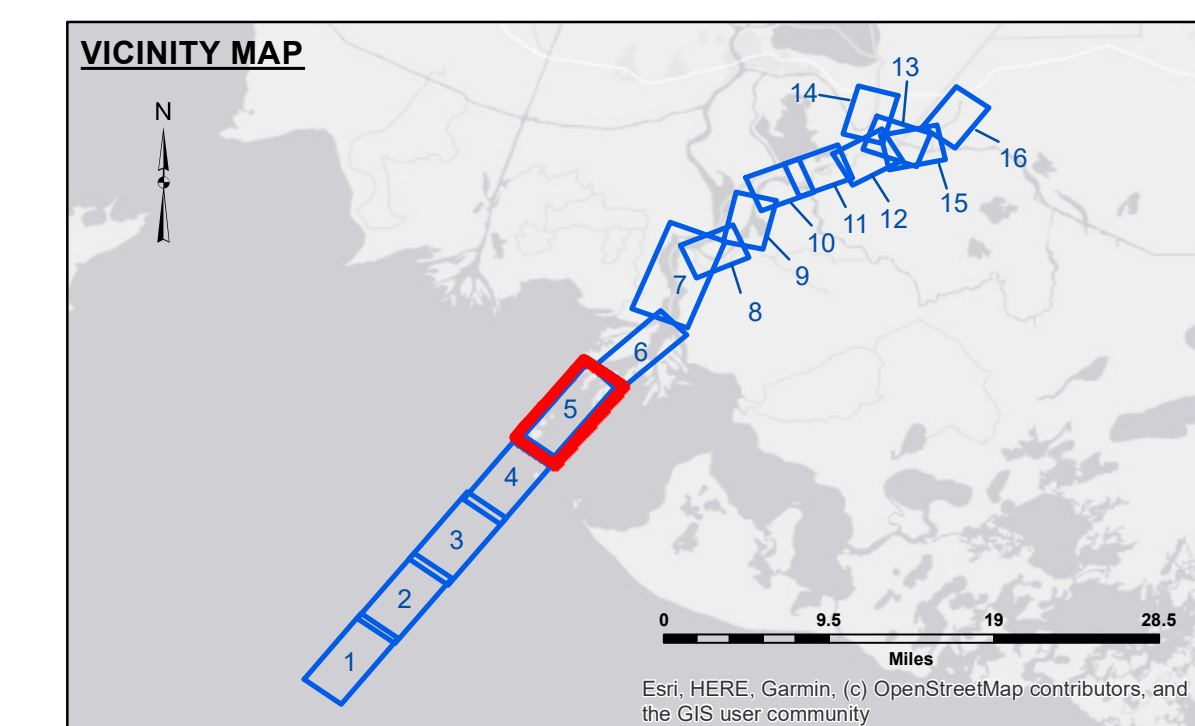 VICINITY MAP
N
13
14
16
15
12
11
10
9
8
7
6
5
4
3
2
1
0 9.5 19 28.5
Miles
Esri, HERE, Garmin, (c) OpenStreetMap contributors, and
the GIS user community